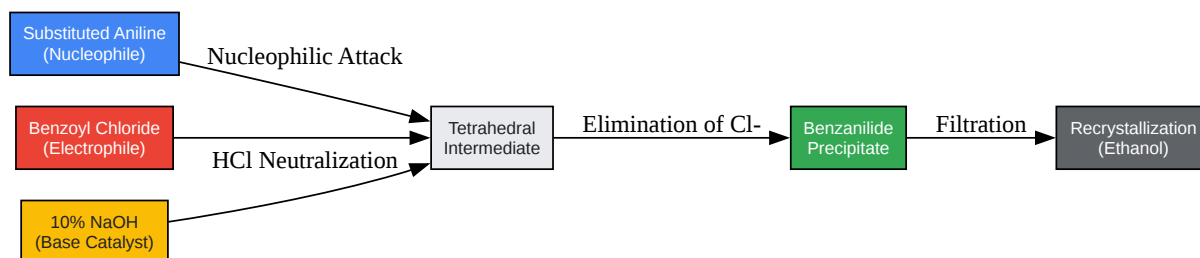 Substituted Aniline
(Nucleophile)
Nucleophilic Attack
Benzoyl Chloride
(Electrophile)
HCl Neutralization
10% NaOH
(Base Catalyst)
Tetrahedral
Intermediate
Elimination of Cl-
Benzanilide
Precipitate
Filtration
Recrystallization
(Ethanol)